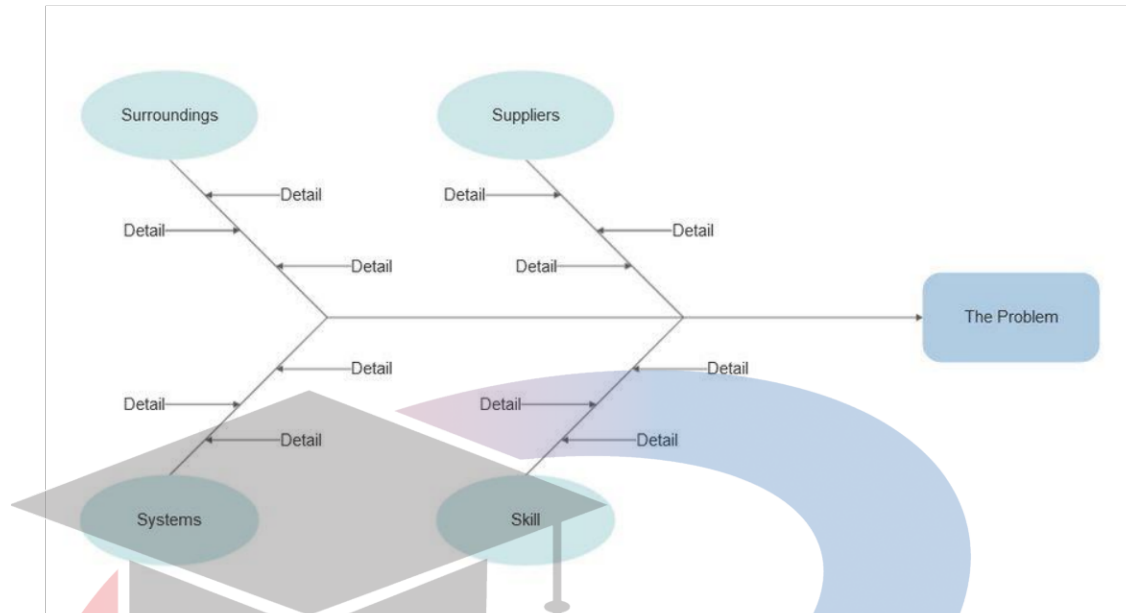 Surroundings
Suppliers
Detail
Detail
Detail
Detail
Detail
Detail
The Problem
Detail
Detail
Detail
Detail
Detail
Detail
Systems
Skill